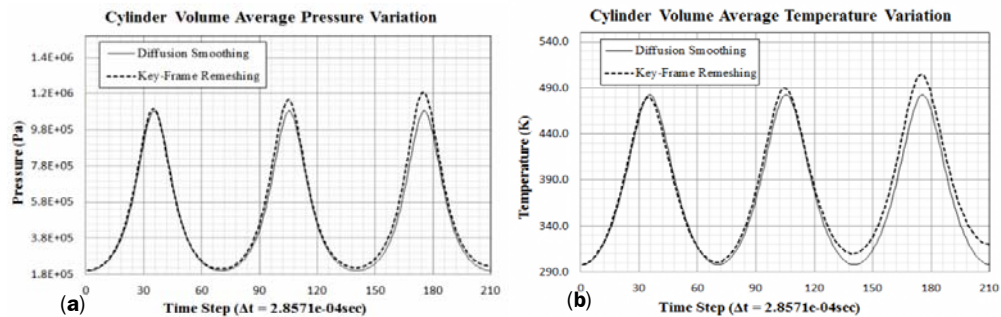 Cylinder Volume Average Pressure Variation
1.4E+06
1.2E+06
9.8E+05
7.8E+05
5.8E+05
3.8E+05
1.8E+05
Pressure (Pa)
Diffusion Smoothing
Key-Frame Remeshing
0 30 60 90 120 150 180 210
(a)
Time Step (Δt = 2.8571e-04sec)
Cylinder Volume Average Temperature Variation
540.0
490.0
440.0
390.0
340.0
290.0
Temperature (K)
Diffusion Smoothing
Key-Frame Remeshing
0 30 60 90 120 150 180 210
(b)
Time Step (Δt = 2.8571e-04sec)